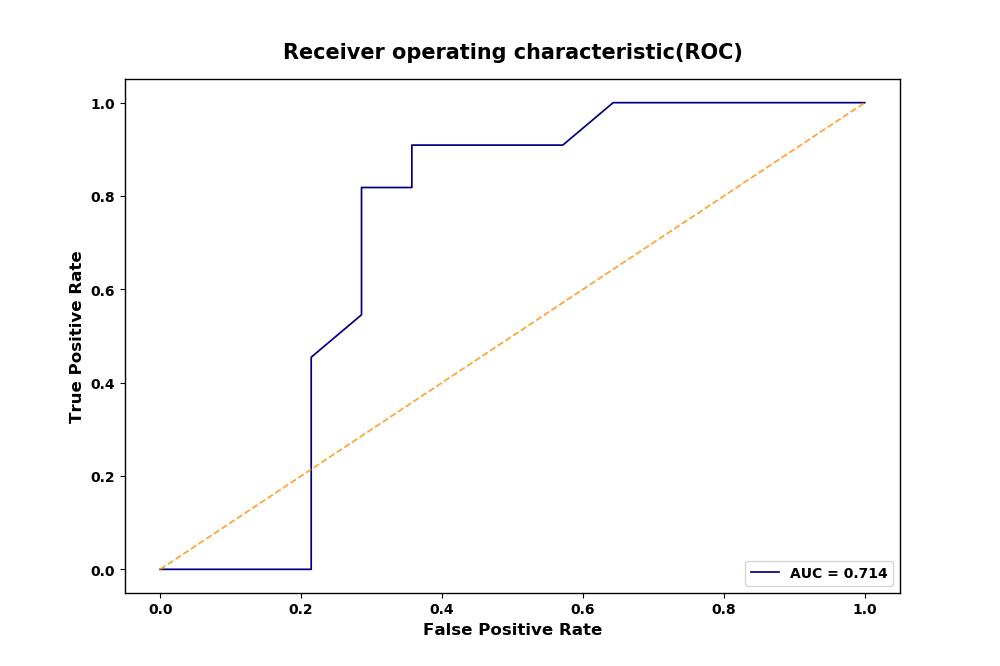 Receiver operating characteristic(ROC)
True Positive Rate
1.0
0.8
0.6
0.4
0.2
0.0
AUC = 0.714
0.0 0.2 0.4 0.6 0.8 1.0
False Positive Rate